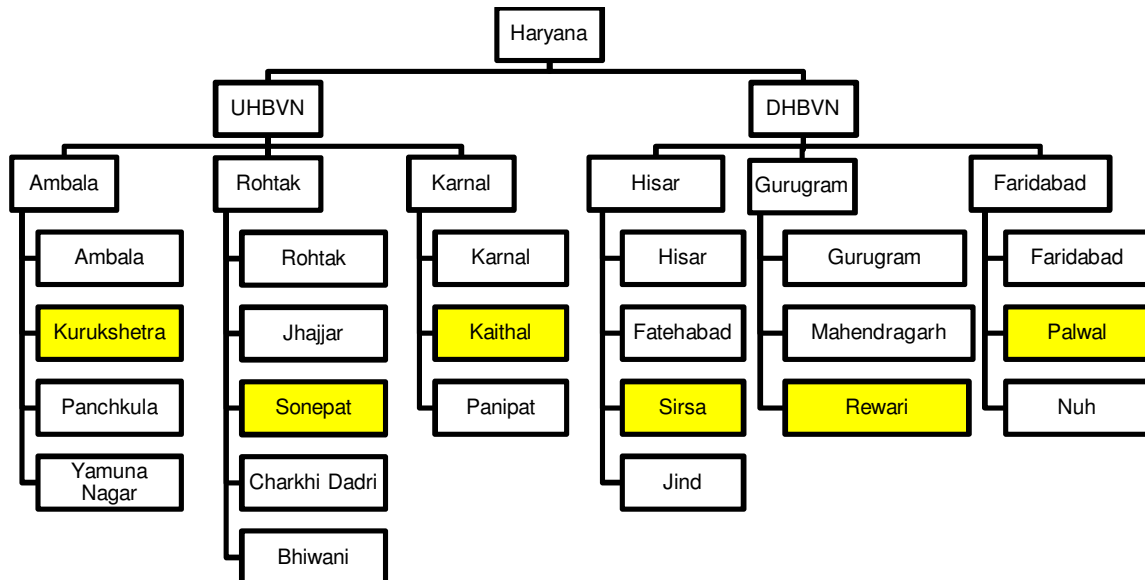 Haryana
UHBVN
DHBVN
Ambala
Rohtak
Karnal
Hisar
Gurugram
Faridabad
Ambala
Kurukshetra
Panchkula
Yamuna
Nagar
Rohtak
Jhajjar
Sonepat
Charkhi Dadri
Bhiwani
Karnal
Kaithal
Panipat
Hisar
Fatehabad
Sirsa
Jind
Gurugram
Mahendragarh
Rewari
Faridabad
Palwal
Nuh